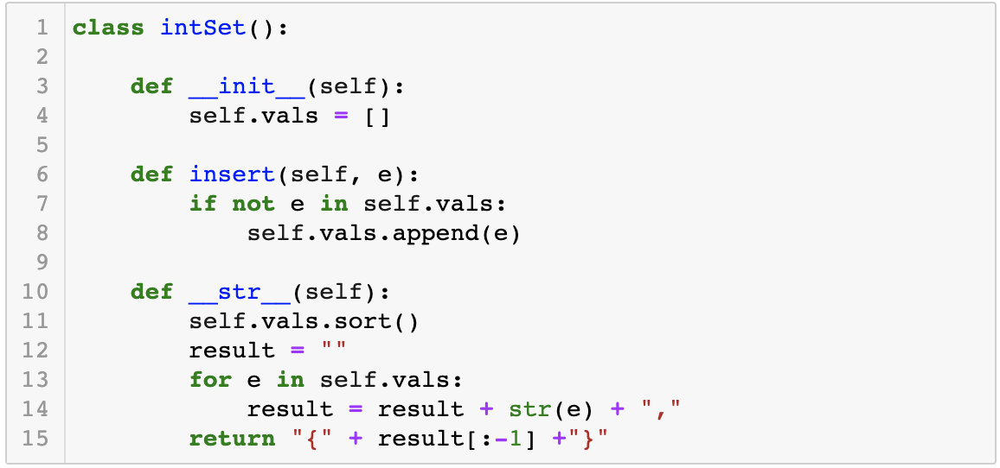 1 class intSet():
2
3     def __init__(self):
4         self.vals = []
5
6     def insert(self, e):
7         if not e in self.vals:
8             self.vals.append(e)
9
10     def __str__(self):
11         self.vals.sort()
12         result = ""
13         for e in self.vals:
14             result = result + str(e) + ","
15         return "{" + result[:-1] +"}"